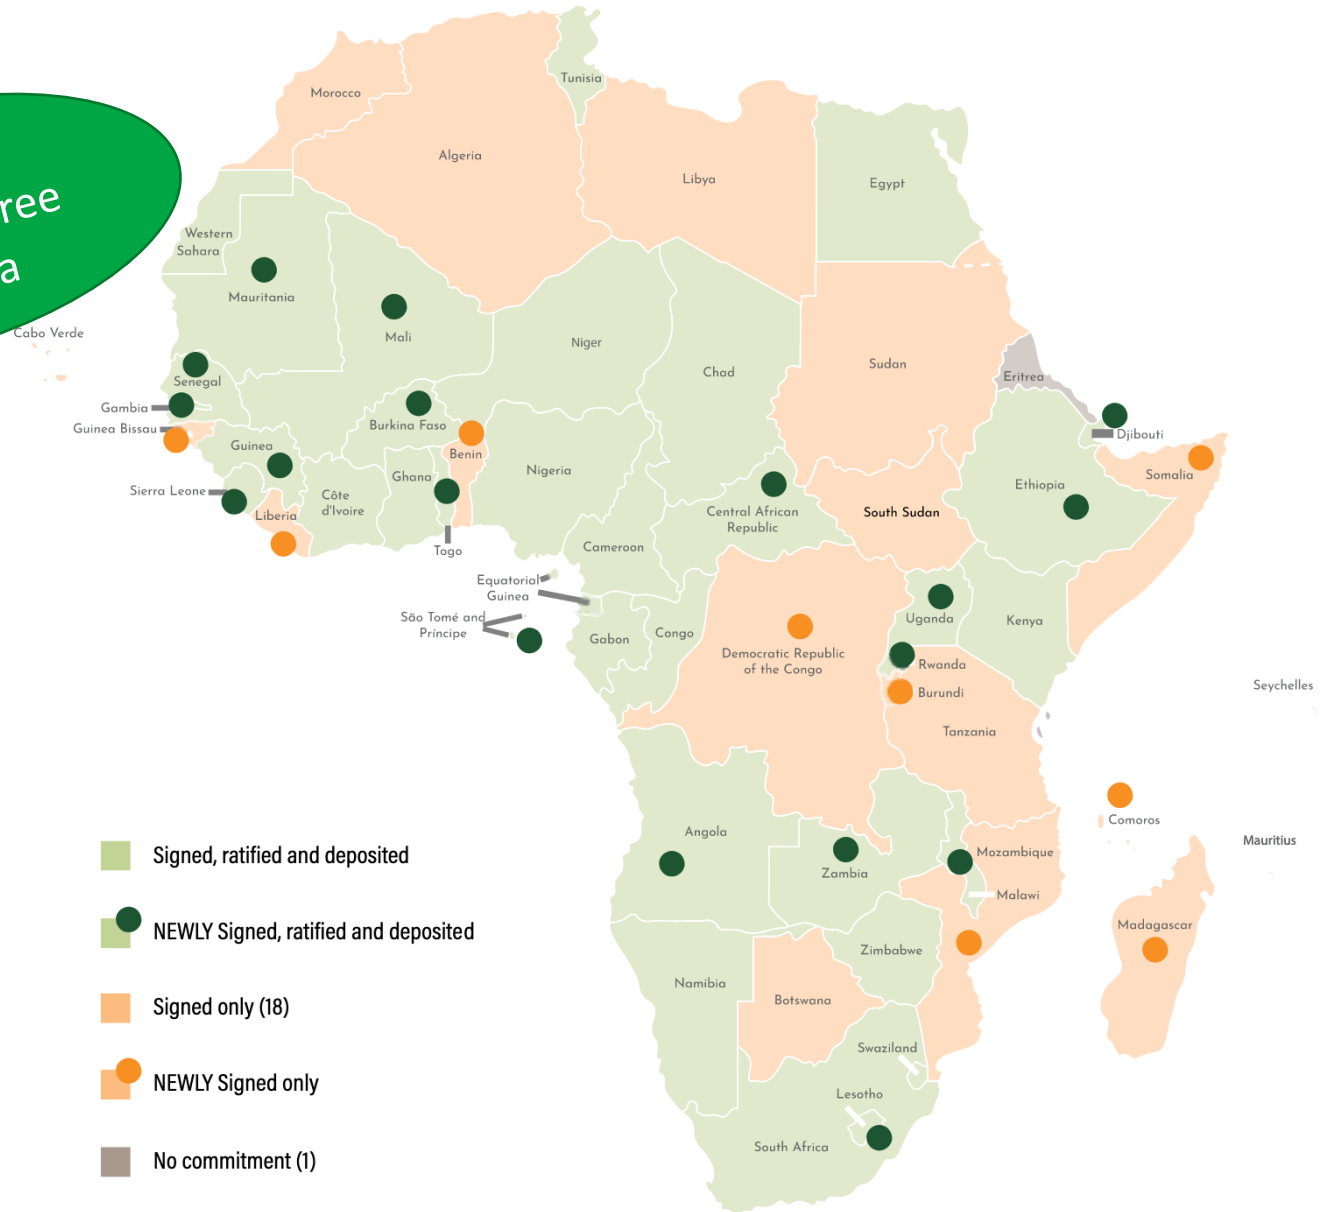 ree
a
Tunisia
Morocco
Algeria
Libya
Egypt
Western
Sahara
Mauritania
Mali
Niger
Chad
Sudan
Eritrea
Cabo Verde
Senegal
Gambia
Guinea Bissau
Guinea
Burkina Faso
Benin
Ghana
Nigeria
Djibouti
Somalia
Ethiopia
Sierra Leone
Liberia
Côte
d'Ivoire
Togo
Central African
Republic
South Sudan
Cameroon
Equatorial
Guinea
São Tomé and
Príncipe
Gabon
Congo
Democratic Republic
of the Congo
Uganda
Kenya
Rwanda
Burundi
Tanzania
Seychelles
Comoros
Mauritius
Angola
Zambia
Mozambique
Malawi
Madagascar
Zimbabwe
Namibia
Botswana
Swaziland
Lesotho
South Africa
Signed, ratified and deposited
NEWLY Signed, ratified and deposited
Signed only (18)
NEWLY Signed only
No commitment (1)